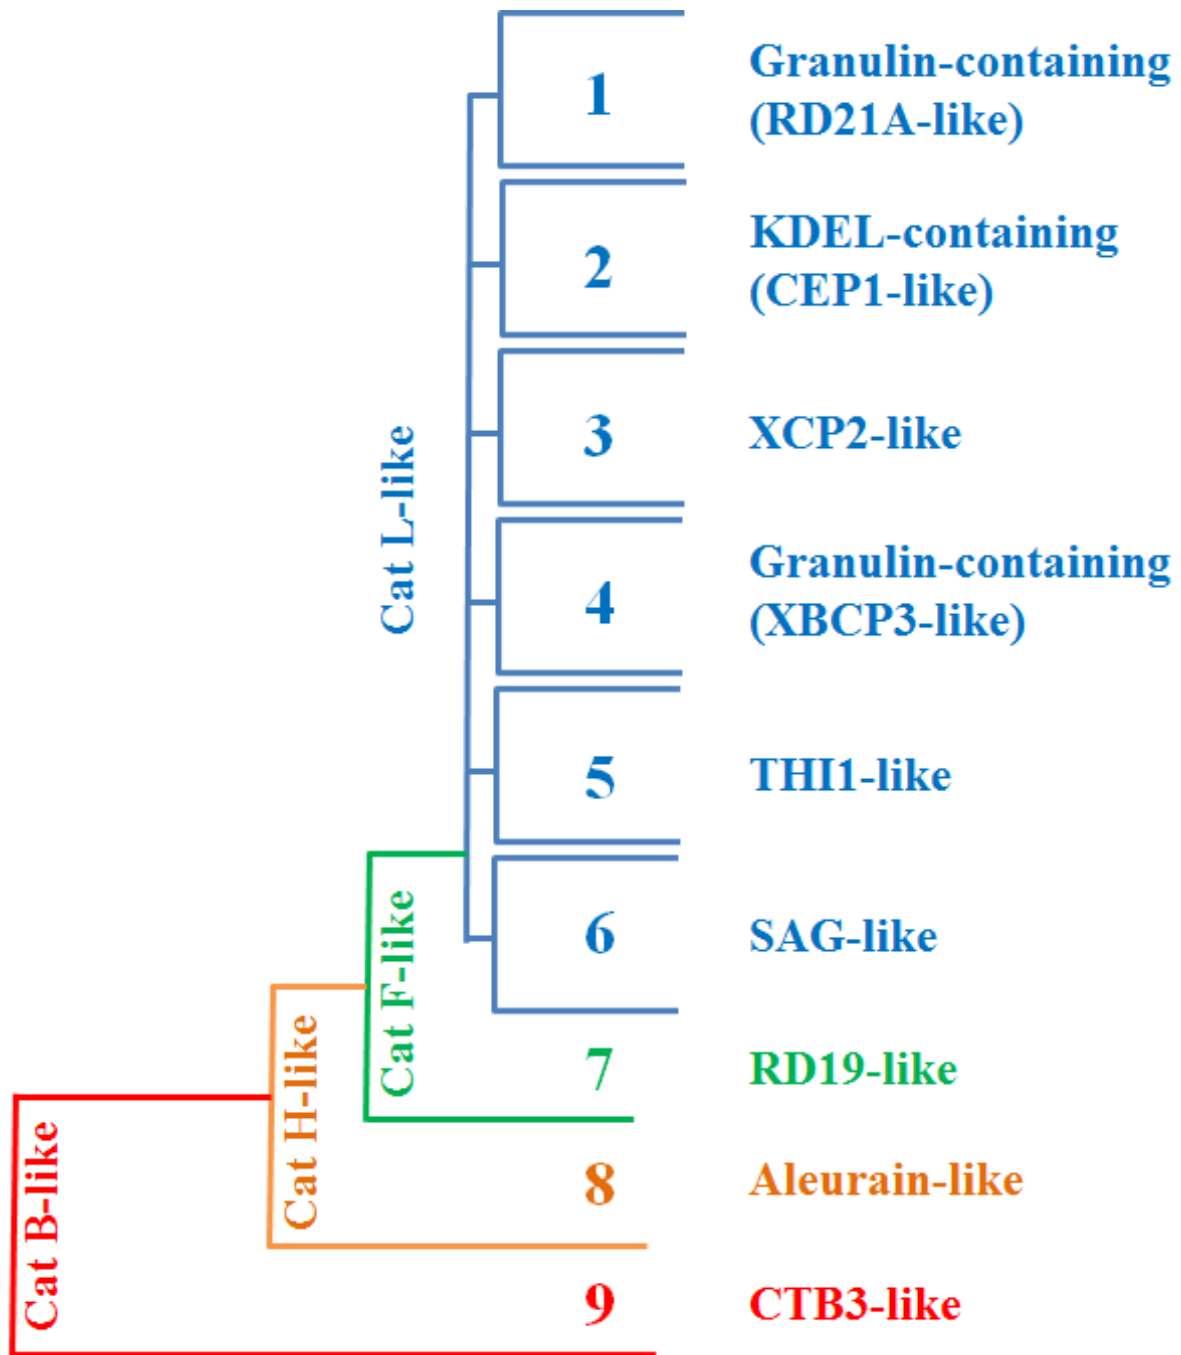 1
Granulin-containing
(RD21A-like)
2
KDEL-containing
(CEP1-like)
3
XCP2-like
Cat L-like
4
Granulin-containing
(XBCP3-like)
5
THI1-like
6
SAG-like
Cat F-like
7
RD19-like
Cat H-like
8
Aleurain-like
Cat B-like
9
CTB3-like